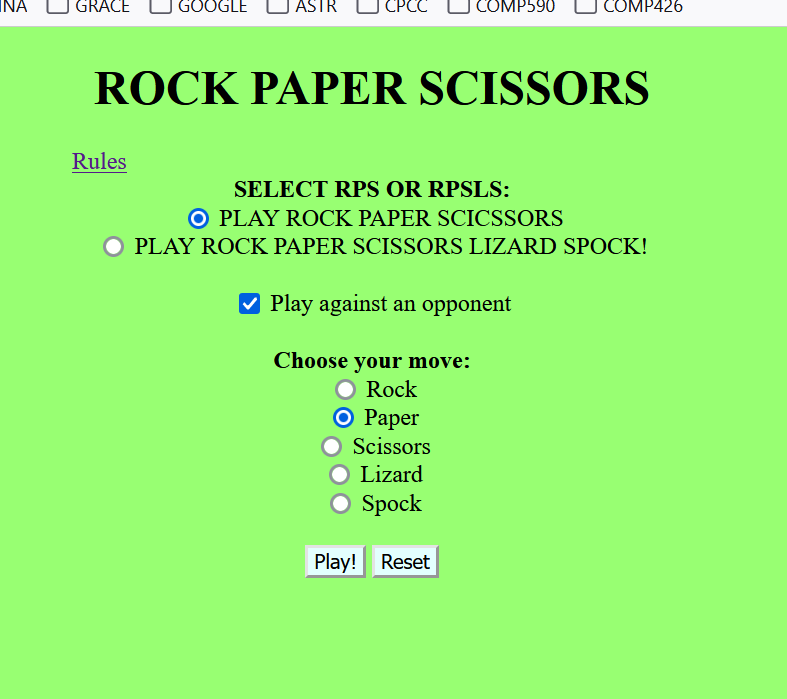 INA GRACE GOOGLE ASTR CPCC COMP590 COMP426
ROCK PAPER SCISSORS
Rules
SELECT RPS OR RPSLS:
PLAY ROCK PAPER SCICSSORS
PLAY ROCK PAPER SCISSORS LIZARD SPOCK!
Play against an opponent
Choose your move:
Rock
Paper
Scissors
Lizard
Spock
Play! Reset